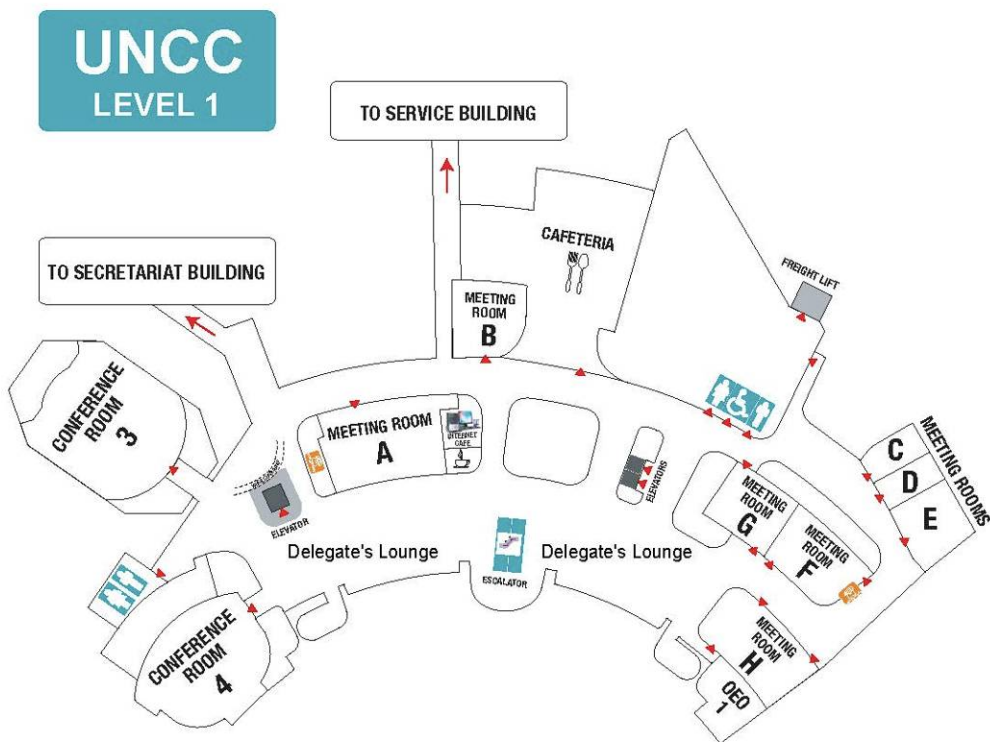 UNCC
LEVEL 1
TO SERVICE BUILDING
TO SECRETARIAT BUILDING
CAFETERIA
FREIGHT LIFT
MEETING
ROOM
B
CONFERENCE
ROOM
3
MEETING ROOM
A
INTERNET
CAFE
ELEVATOR
ELEVATORS
MEETING ROOMS
C
D
E
MEETING
ROOM
G
MEETING
ROOM
F
Delegate's Lounge
Delegate's Lounge
ESCALATOR
CONFERENCE
ROOM
4
MEETING
ROOM
H
OEO
1